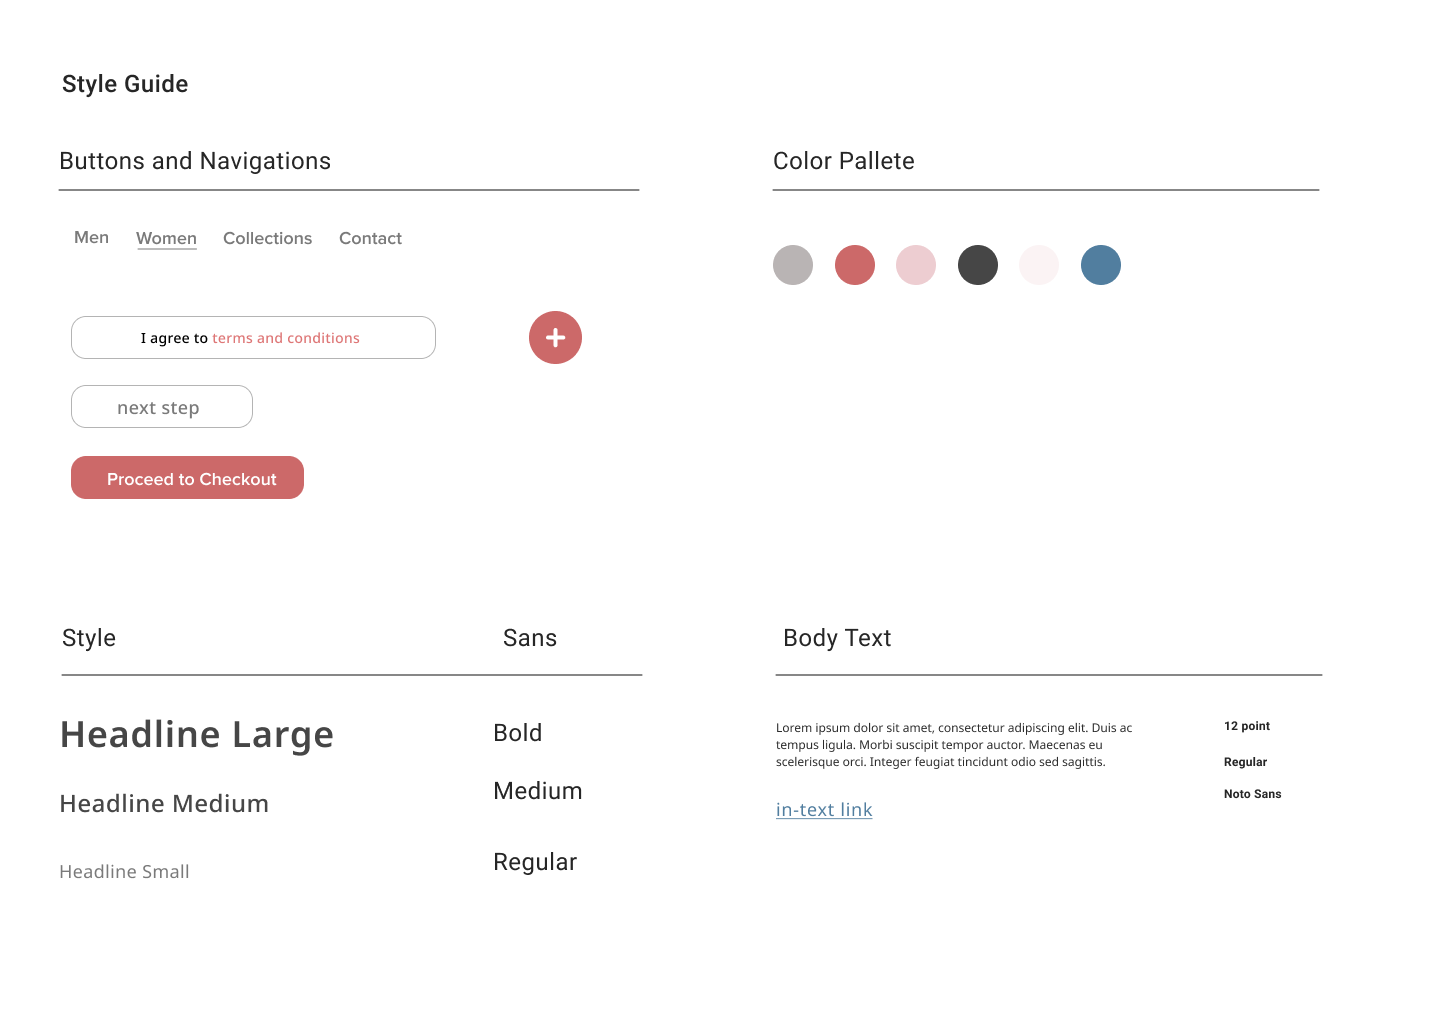 Style Guide
Buttons and Navigations
Men Women Collections Contact
I agree to terms and conditions
next step
Proceed to Checkout
Color Pallete
Style Sans
Headline Large Bold
Headline Medium Medium
Headline Small Regular
Body Text
Lorem ipsum dolor sit amet, consectetur adipiscing elit. Duis ac
tempus ligula. Morbi suscipit tempor auctor. Maecenas eu
scelerisque orci. Integer feugiat tincidunt odio sed sagittis.
in-text link
12 point
Regular
Noto Sans